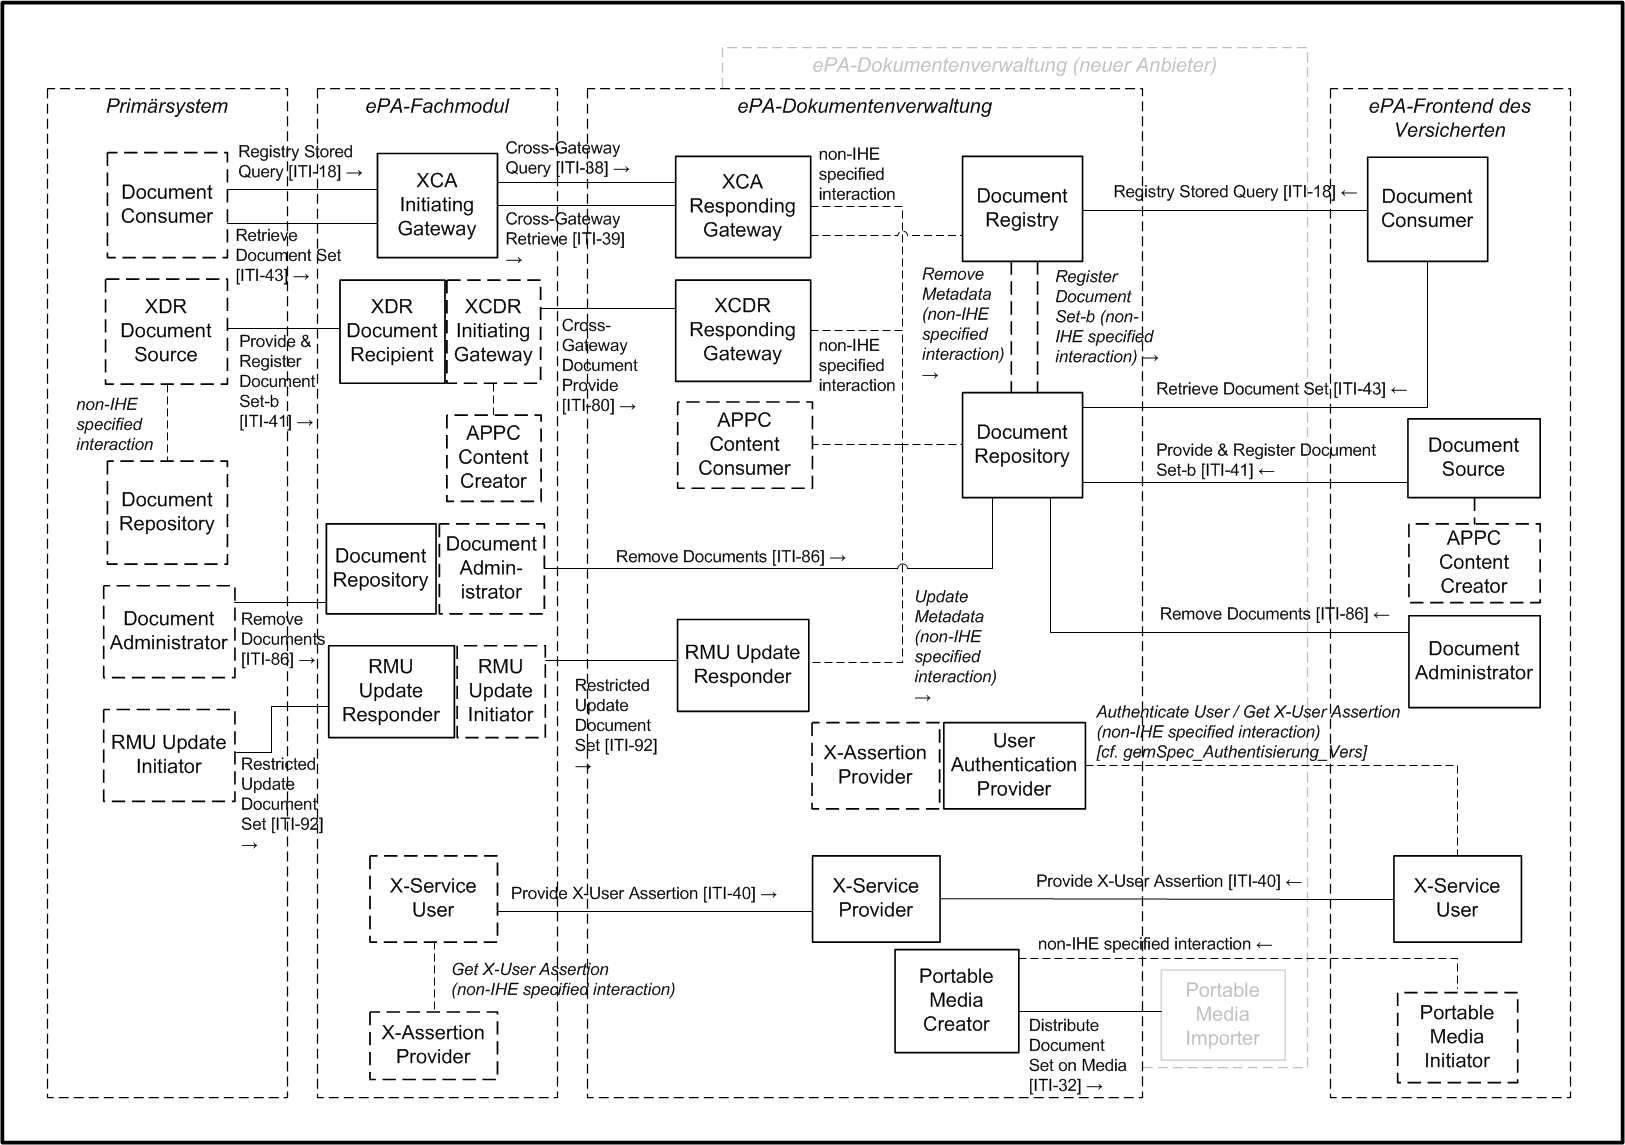 ePA-Dokumentenverwaltung (neuer Anbieter)
Primärsystem
ePA-Fachmodul
ePA-Dokumentenverwaltung
ePA-Frontend des
Versicherten
Document
Consumer
Registry Stored
Query [ITI-18] →
Retrieve
Document Set
[ITI-43] →
XCA
Initiating
Gateway
Cross-Gateway
Query [ITI-38] →
Cross-Gateway
Retrieve [ITI-39]
→
XCA
Responding
Gateway
non-IHE
specified
interaction
Document
Registry
Registry Stored Query [ITI-18] ←
Document
Consumer
XDR
Document
Source
Provide &
Register
Document
Set-b
[ITI-41] →
XDR
Document
Recipient
XCDR
Initiating
Gateway
Cross-
Gateway
Document
Provide
[ITI-80] →
XCDR
Responding
Gateway
non-IHE
specified
interaction
Remove
Metadata
(non-IHE
specified
interaction)
→
Register
Document
Set-b (non-
IHE specified
interaction) →
Retrieve Document Set [ITI-43] ←
non-IHE
specified
interaction
APPC
Content
Creator
APPC
Content
Consumer
Document
Repository
Provide & Register Document
Set-b [ITI-41] ←
Document
Source
Document
Repository
Document
Repository
Document
Admin-
istrator
Remove Documents [ITI-86] →
APPC
Content
Creator
Document
Administrator
Remove
Documents
[ITI-86] →
Update
Metadata
(non-IHE
specified
interaction)
→
Remove Documents [ITI-86] ←
Document
Administrator
RMU
Update
Responder
RMU
Update
Initiator
Restricted
Update
Document
Set [ITI-92]
→
RMU Update
Responder
RMU Update
Initiator
Restricted
Update
Document
Set [ITI-92]
→
X-Assertion
Provider
User
Authentication
Provider
Authenticate User / Get X-User Assertion
(non-IHE specified interaction)
[cf. gemSpec_Authentisierung_Vers]
X-Service
User
Provide X-User Assertion [ITI-40] →
X-Service
Provider
Provide X-User Assertion [ITI-40] ←
X-Service
User
Get X-User Assertion
(non-IHE specified interaction)
X-Assertion
Provider
non-IHE specified interaction ←
Portable
Media
Creator
Distribute
Document
Set on Media
[ITI-32] →
Portable
Media
Importer
Portable
Media
Initiator